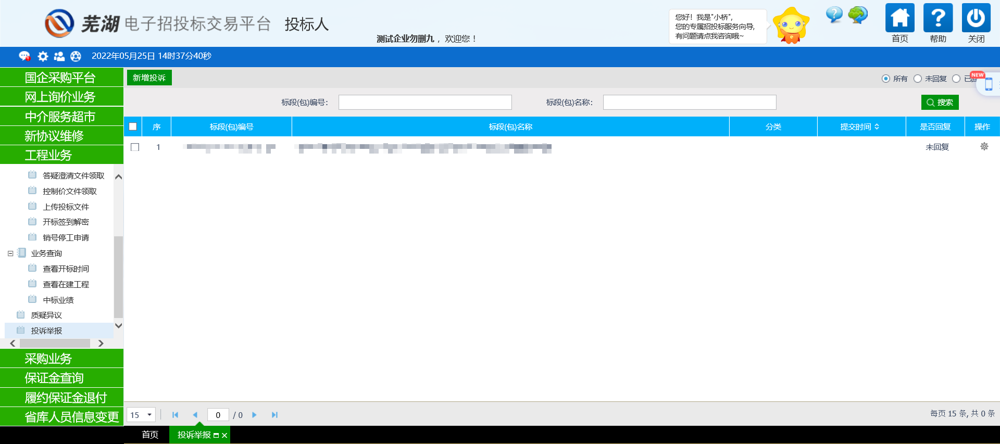 芜湖 电子招投标交易平台 投标人
测试企业勿删九 ，欢迎您！
您好！我是"小桥",
您的专属招投标服务向导,
有问题请点我咨询哦~
首页 帮助 关闭
2022年05月25日 14时37分40秒
国企采购平台
网上询价业务
中介服务超市
新协议维修
工程业务
答疑澄清文件领取
控制价文件领取
上传投标文件
开标签到解密
销号停工申请
业务查询
查看开标时间
查看在建工程
中标业绩
质疑异议
投诉举报
采购业务
保证金查询
履约保证金退付
省库人员信息变更
新增投诉
所有 未回复
NEW
标段(包)编号： 标段(包)名称： 搜索
序 标段(包)编号 标段(包)名称 分类 提交时间 是否回复 操作
1 未回复
15 0 / 0
每页 15 条, 共 0 条
首页 投诉举报